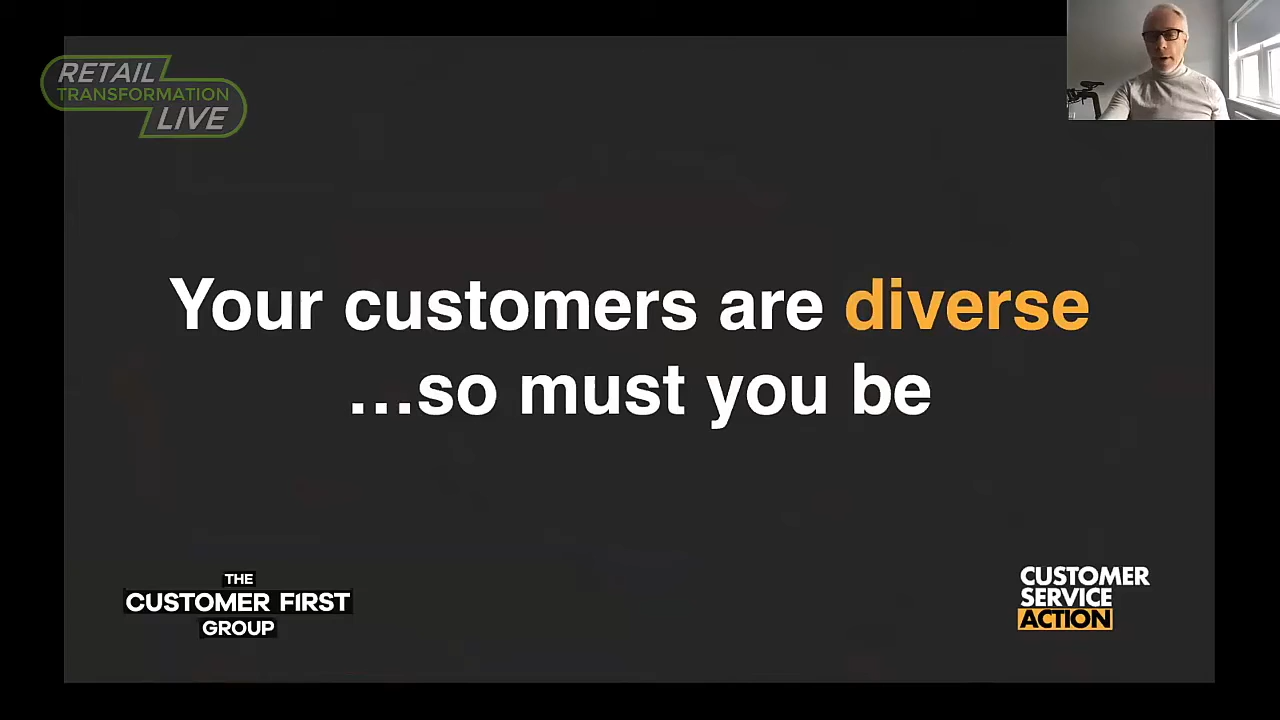 RETAIL
TRANSFORMATION
LIVE
Your customers are diverse
…so must you be
THE
CUSTOMER FIRST
GROUP
CUSTOMER
SERVICE
ACTION